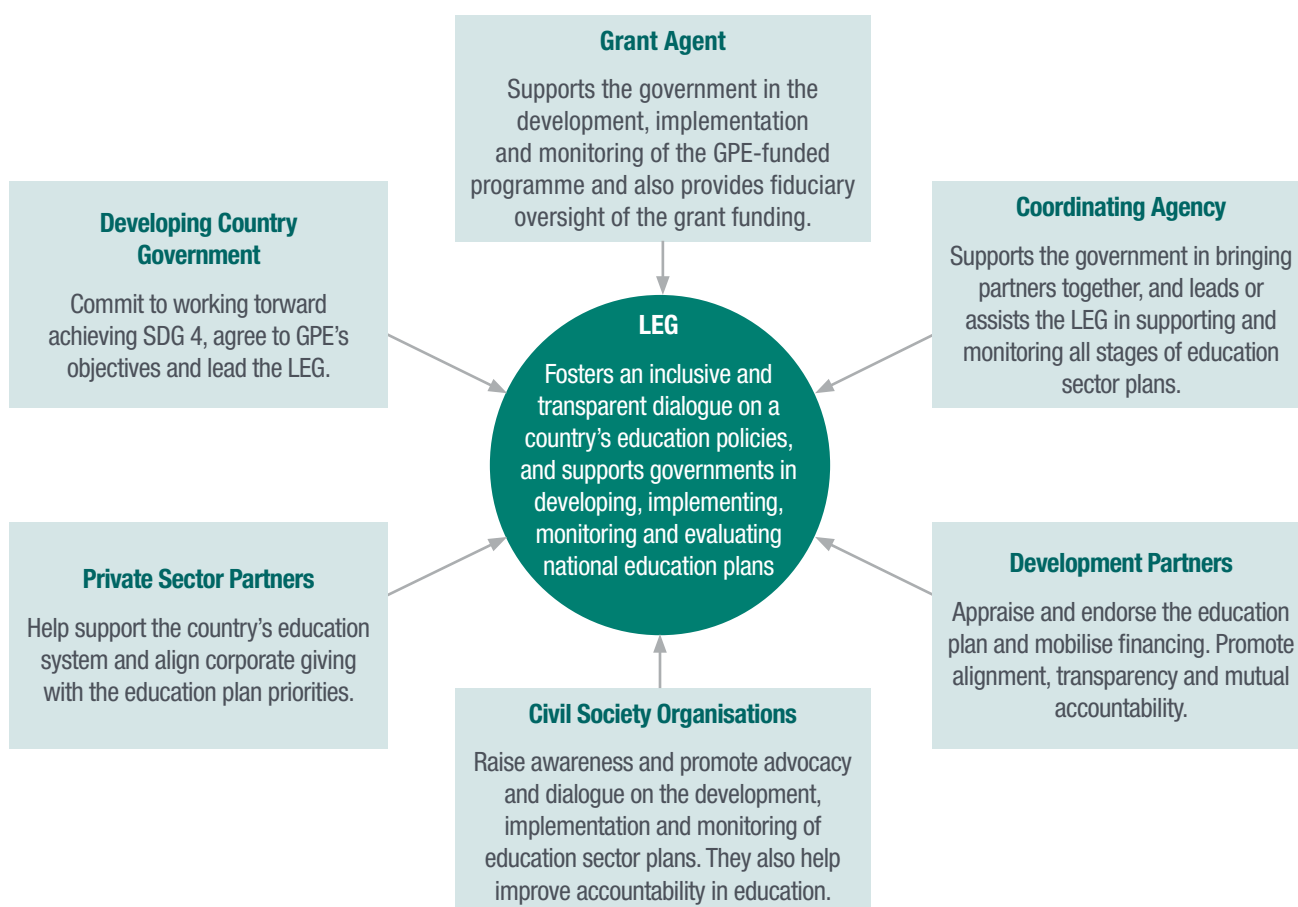 Grant Agent
Supports the government in the
development, implementation
and monitoring of the GPE-funded
programme and also provides fiduciary
oversight of the grant funding.
Developing Country
Government
Commit to working torward
achieving SDG 4, agree to GPE's
objectives and lead the LEG.
Coordinating Agency
Supports the government in bringing
partners together, and leads or
assists the LEG in supporting and
monitoring all stages of education
sector plans.
LEG
Fosters an inclusive and
transparent dialogue on a
country's education policies,
and supports governments in
developing, implementing,
monitoring and evaluating
national education plans
Private Sector Partners
Help support the country's education
system and align corporate giving
with the education plan priorities.
Development Partners
Appraise and endorse the education
plan and mobilise financing. Promote
alignment, transparency and mutual
accountability.
Civil Society Organisations
Raise awareness and promote advocacy
and dialogue on the development,
implementation and monitoring of
education sector plans. They also help
improve accountability in education.